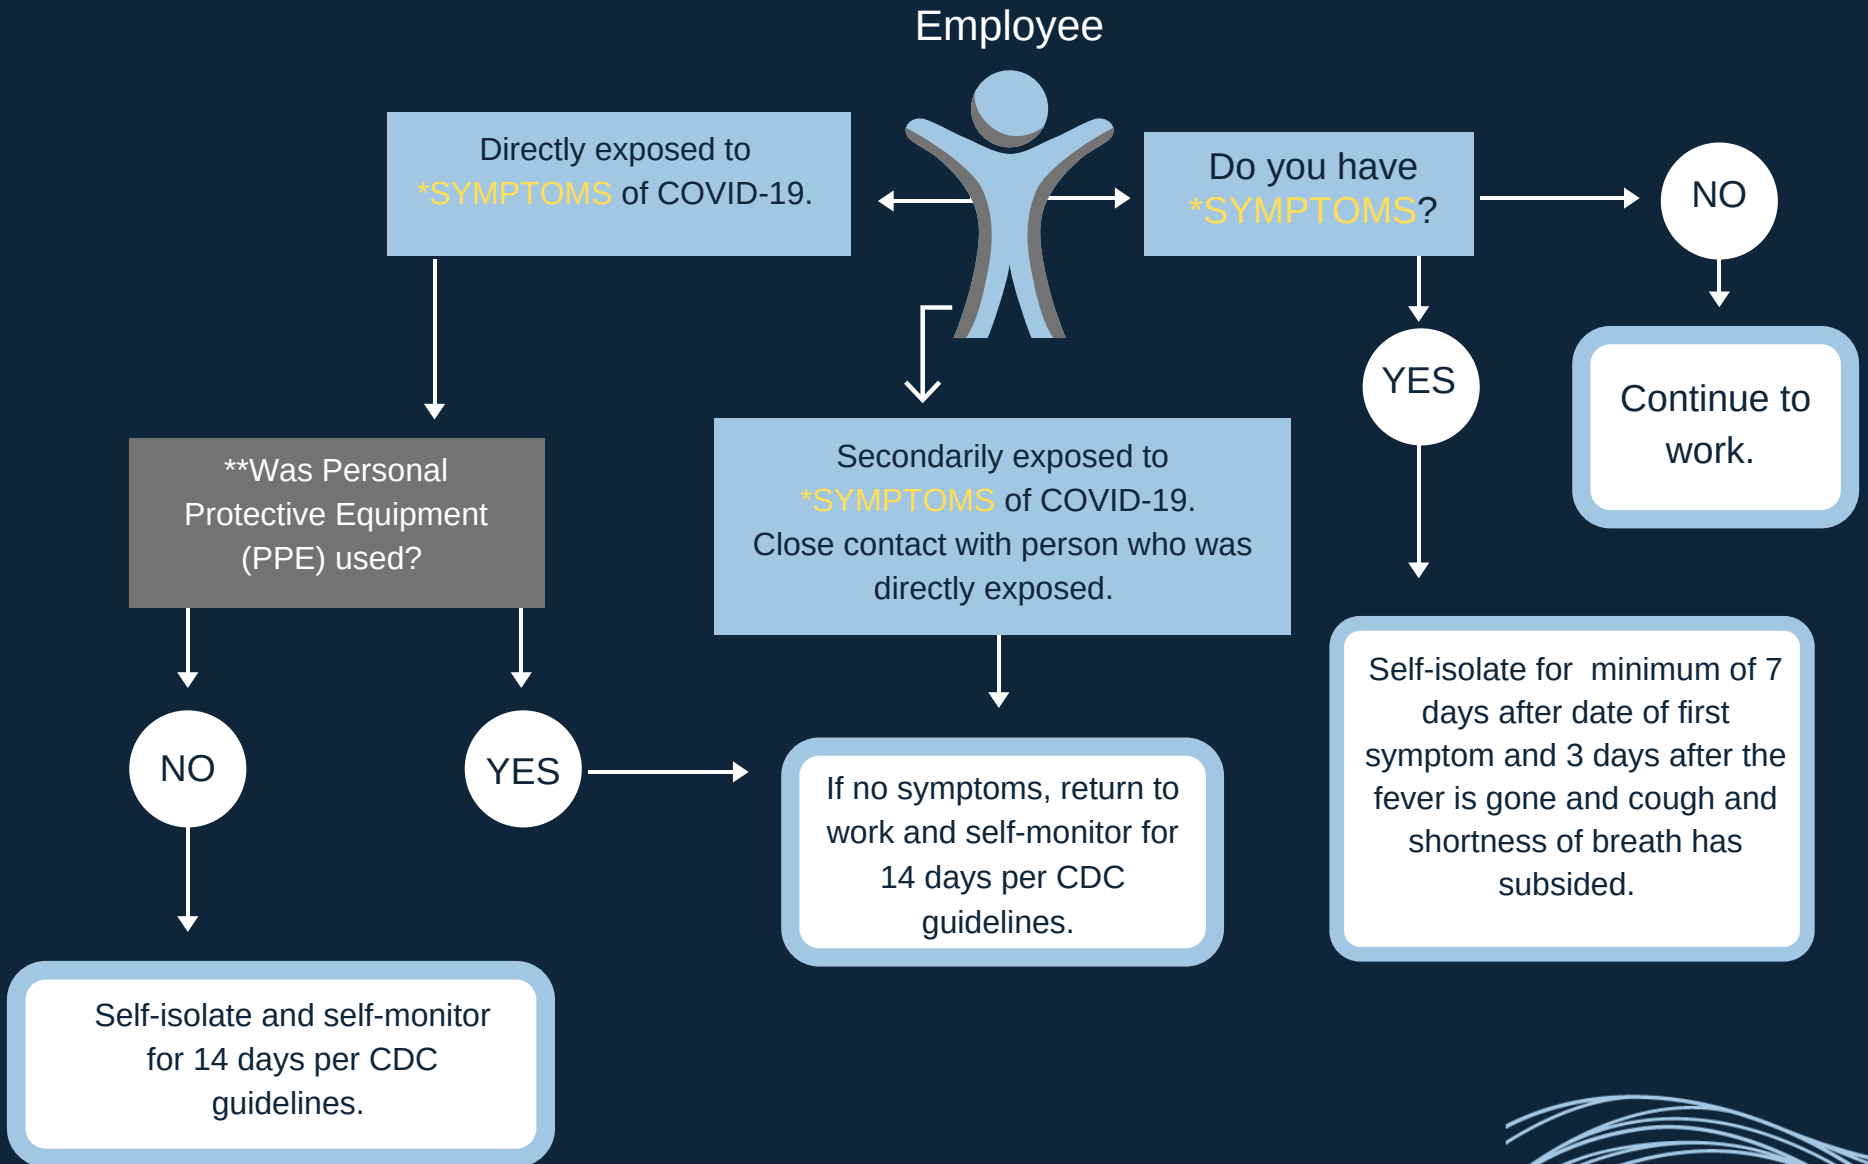 Employee
Directly exposed to
*SYMPTOMS of COVID-19.
Do you have
*SYMPTOMS?
NO
YES
Continue to
work.
**Was Personal
Protective Equipment
(PPE) used?
Secondarily exposed to
*SYMPTOMS of COVID-19.
Close contact with person who was
directly exposed.
Self-isolate for minimum of 7
days after date of first
symptom and 3 days after the
fever is gone and cough and
shortness of breath has
subsided.
NO
YES
If no symptoms, return to
work and self-monitor for
14 days per CDC
guidelines.
Self-isolate and self-monitor
for 14 days per CDC
guidelines.